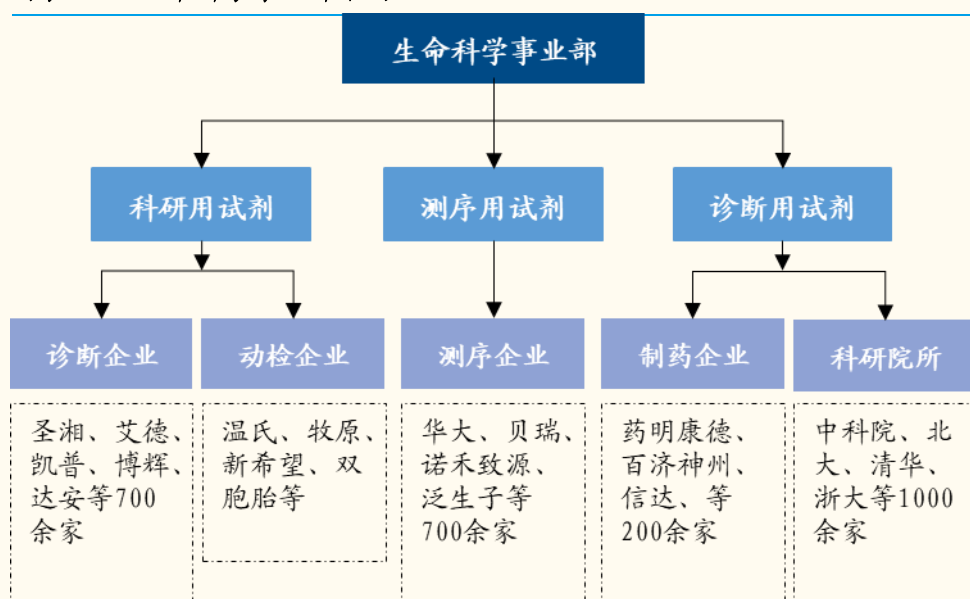 生命科学事业部
科研用试剂
测序用试剂
诊断用试剂
诊断企业
动检企业
测序企业
制药企业
科研院所
圣湘、艾德、
凯普、博辉、
达安等700
余家
温氏、牧原、
新希望、双
胞胎等
华大、贝瑞、
诺禾致源、
泛生子等
700余家
药明康德、
百济神州、
信达、等
200余家
中科院、北
大、清华、
浙大等1000
余家